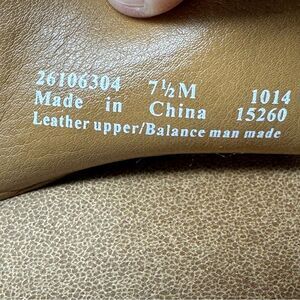 26106304 7½M 1014
Made in China 15260
Leather upper/Balance man made